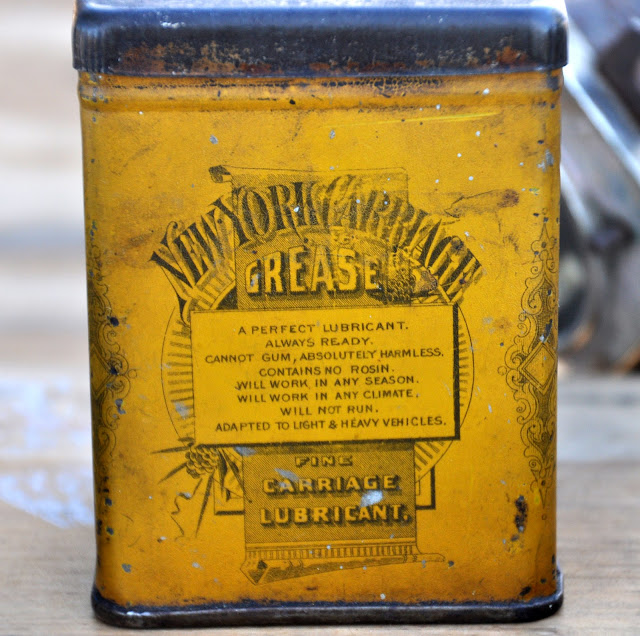 NEW YORK CARRIAGE
GREASE
A PERFECT LUBRICANT.
ALWAYS READY.
CANNOT GUM, ABSOLUTELY HARMLESS.
CONTAINS NO ROSIN.
WILL WORK IN ANY SEASON.
WILL WORK IN ANY CLIMATE,
WILL NOT RUN.
ADAPTED TO LIGHT & HEAVY VEHICLES.
FINE
CARRIAGE
LUBRICANT.